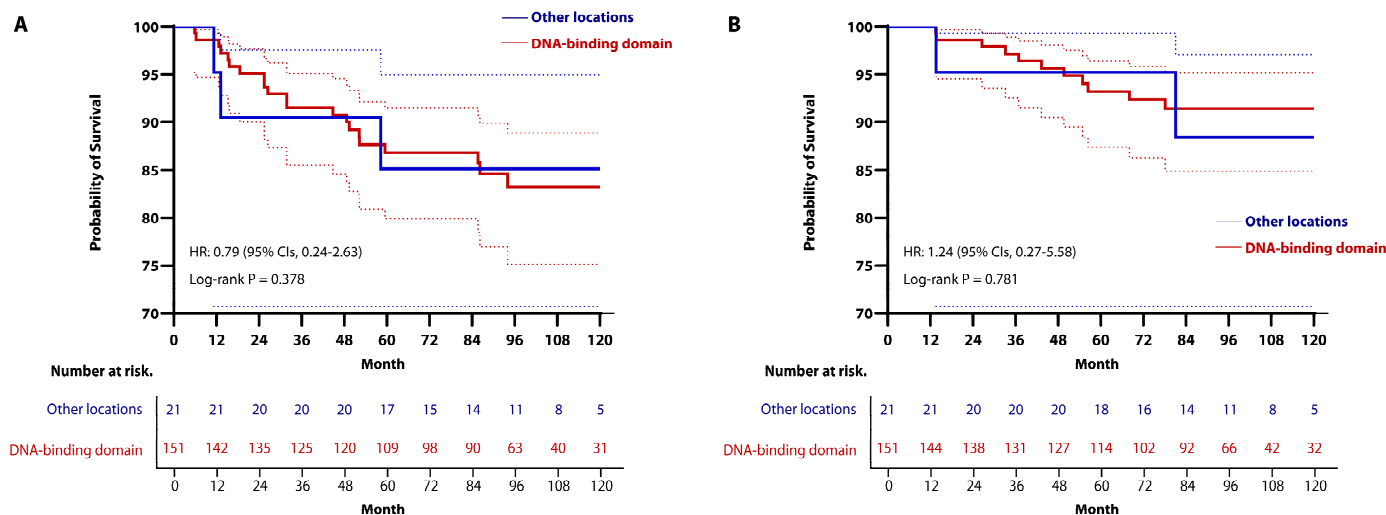 A
Other locations
DNA-binding domain
Probability of Survival
100
95
90
85
80
75
70
HR: 0.79 (95% CIs, 0.24-2.63)
Log-rank P = 0.378
0 12 24 36 48 60 72 84 96 108 120
Month
Number at risk.
Other locations 21 21 20 20 20 17 15 14 11 8 5
DNA-binding domain 151 142 135 125 120 109 98 90 63 40 31
0 12 24 36 48 60 72 84 96 108 120
Month
B
Probability of Survival
100
95
90
85
80
75
70
Other locations
DNA-binding domain
HR: 1.24 (95% CIs, 0.27-5.58)
Log-rank P = 0.781
0 12 24 36 48 60 72 84 96 108 120
Month
Number at risk.
Other locations 21 21 20 20 20 18 16 14 11 8 5
DNA-binding domain 151 144 138 131 127 114 102 92 66 42 32
0 12 24 36 48 60 72 84 96 108 120
Month